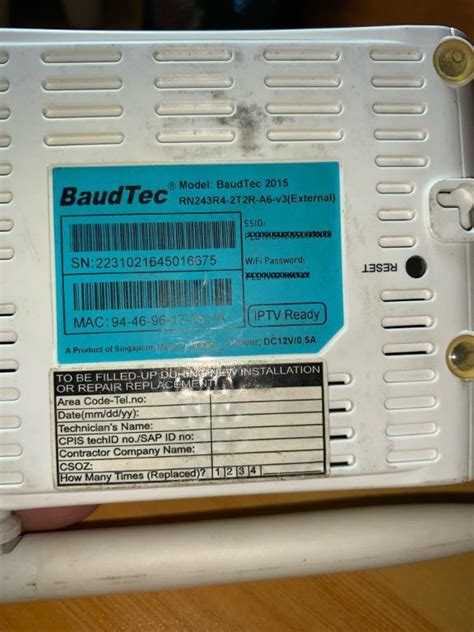 BaudTec® Model: BaudTec 2015
RN243R4-2T2R-A6-v3(External)
SSID:
SN:2231021645016375
WiFi Password:
MAC: 94-46-96-17-
IPTV Ready
A Product of Singapore, Power: DC12V/0.5A
RESET
TO BE FILLED-UP DURING NEW INSTALLATION
OR REPAIR REPLACEMENT
Area Code-Tel.no:
Date(mm/dd/yy):
Technician's Name:
CPIS techID no./SAP ID no:
Contractor Company Name:
CSOZ:
How Many Times (Replaced)? 1 2 3 4